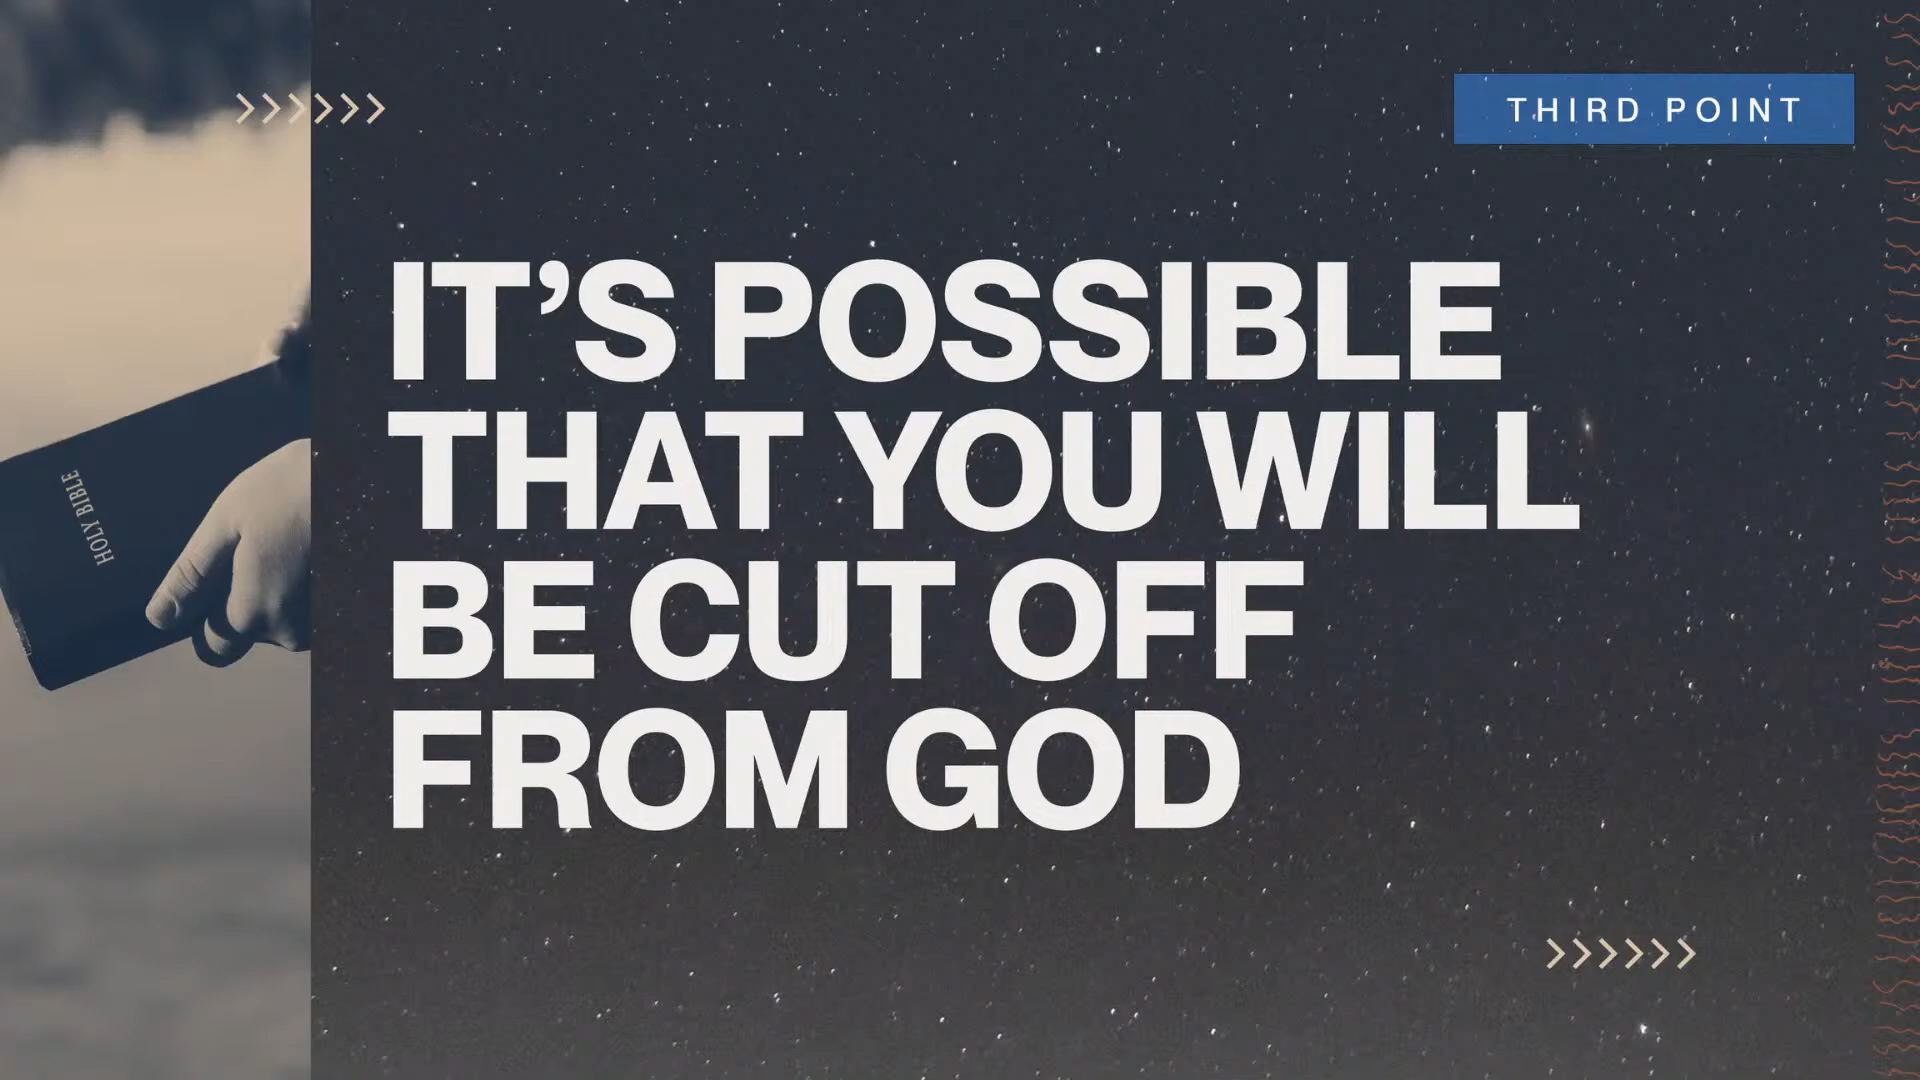 THIRD POINT
IT’S POSSIBLE
THAT YOU WILL
BE CUT OFF
FROM GOD
HOLY BIBLE